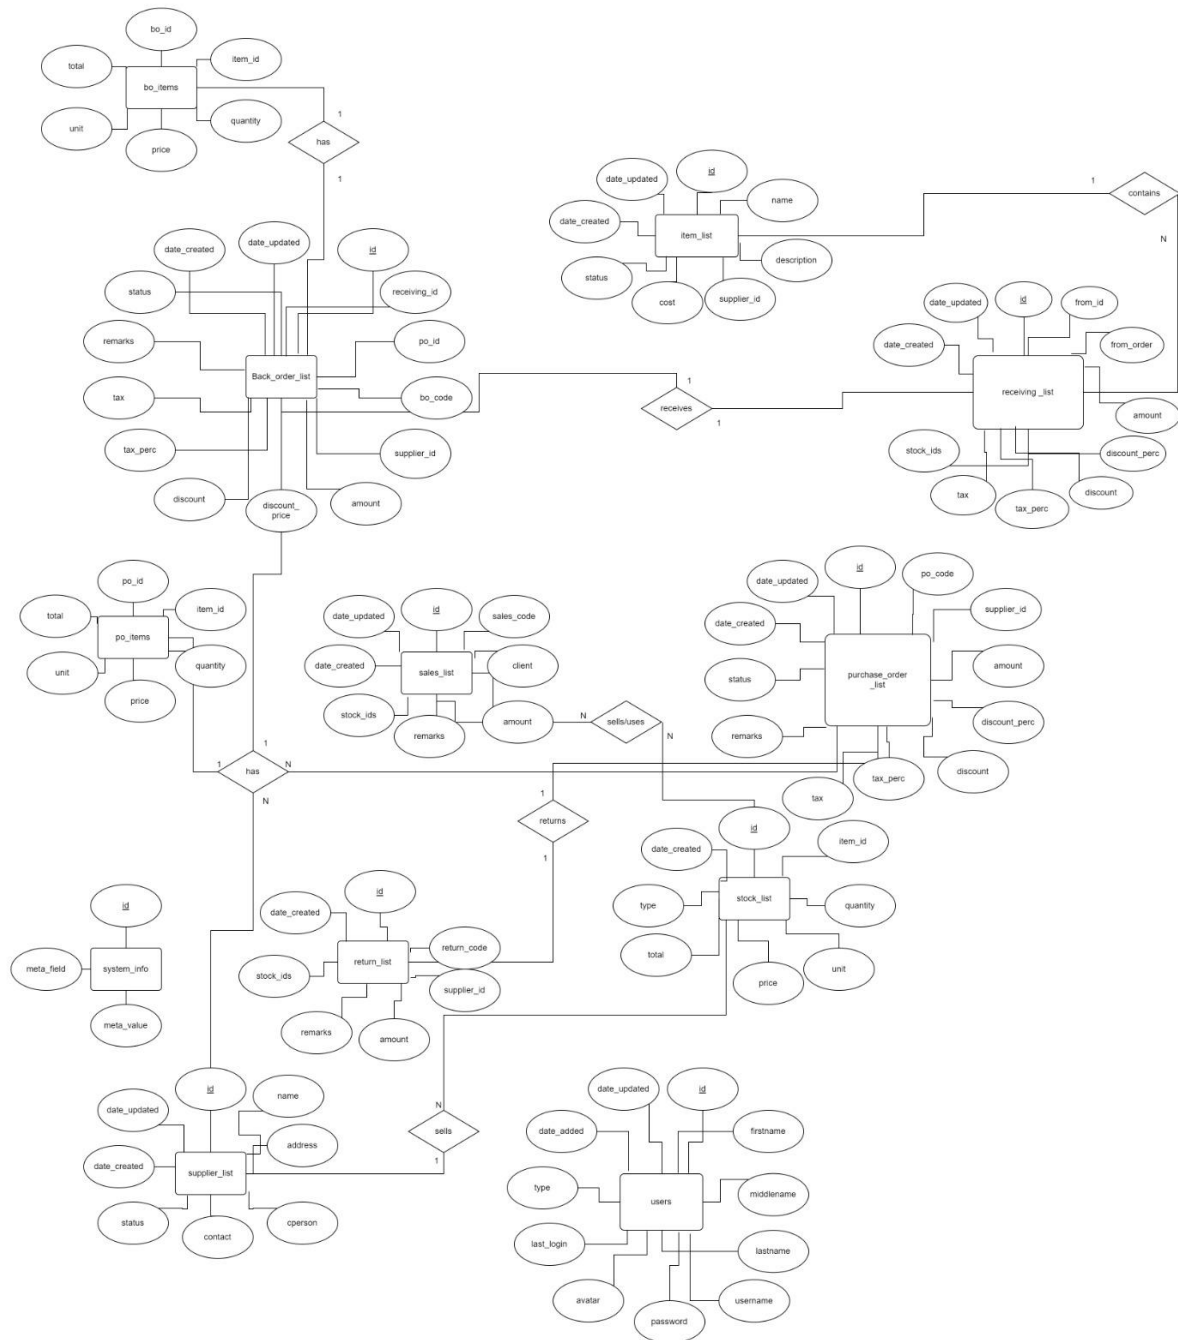 bo_id
total
item_id
bo_items
unit
quantity
price
1
has
1
date_created
date_updated
id
status
receiving_id
remarks
po_id
Back_order_list
tax
bo_code
tax_perc
supplier_id
discount
discount_
price
amount
id
date_updated
name
date_created
item_list
description
status
cost
supplier_id
1
contains
N
id
from_id
date_updated
date_created
from_order
receiving _list
amount
stock_ids
discount_perc
tax
tax_perc
discount
1
receives
1
po_id
total
item_id
po_items
unit
quantity
price
id
date_updated
sales_code
date_created
sales_list
client
stock_ids
remarks
amount
N
sells/uses
N
id
po_code
date_updated
supplier_id
date_created
status
purchase_order
_list
amount
remarks
discount_perc
tax
tax_perc
discount
1
1
has
N
N
1
returns
1
id
date_created
item_id
type
stock_list
quantity
total
price
unit
id
date_created
return_code
stock_ids
return_list
supplier_id
remarks
amount
id
meta_field
system_info
meta_value
id
name
date_updated
address
date_created
supplier_list
status
contact
cperson
N
sells
1
date_updated
id
date_added
firstname
type
users
middlename
last_login
lastname
avatar
password
username